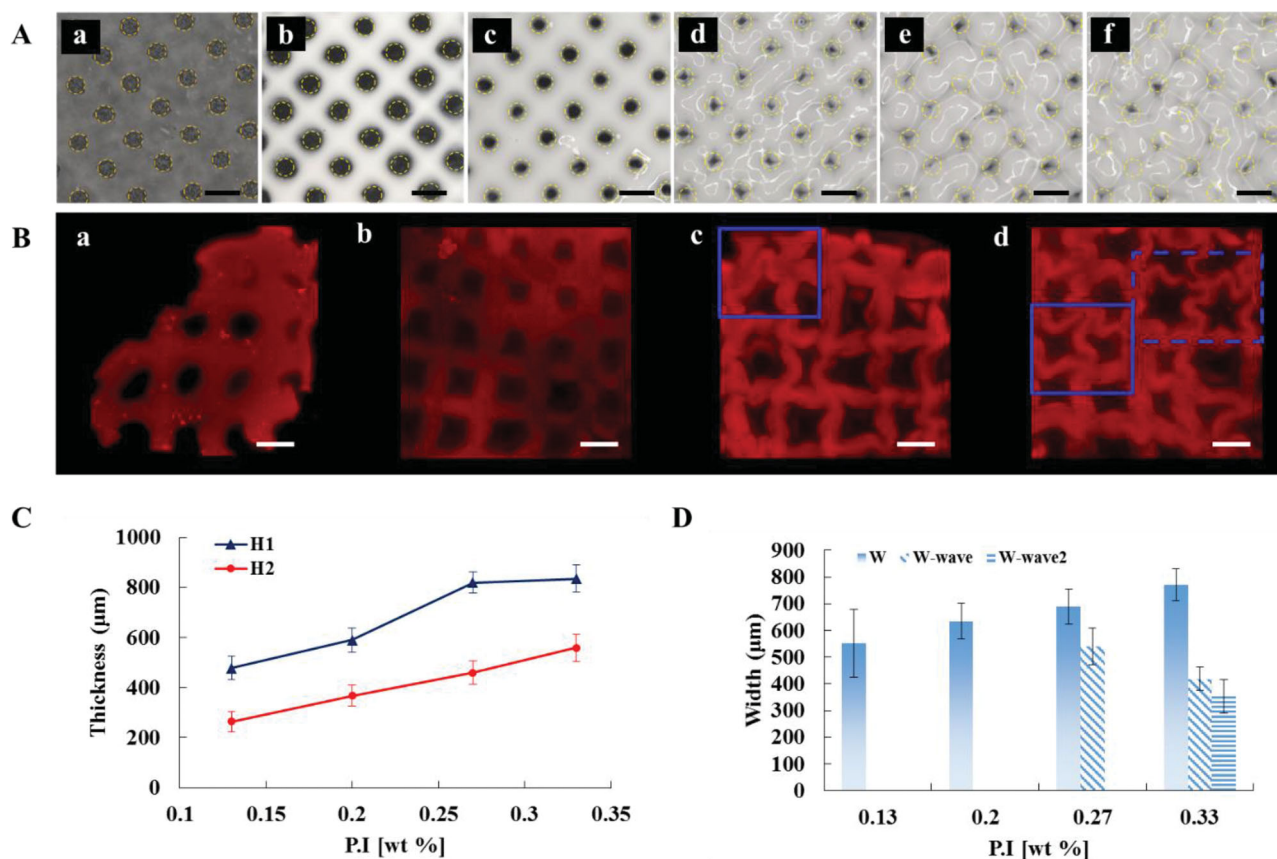 A a b c d e f
B a b c d
C
1000
800
600
400
200
0
Thickness (µm)
H1
H2
0.1 0.15 0.2 0.25 0.3 0.35
P.I [wt %]
D
900
800
700
600
500
400
300
200
100
0
Width (µm)
W W-wave W-wave2
0.13 0.2 0.27 0.33
P.I [wt %]